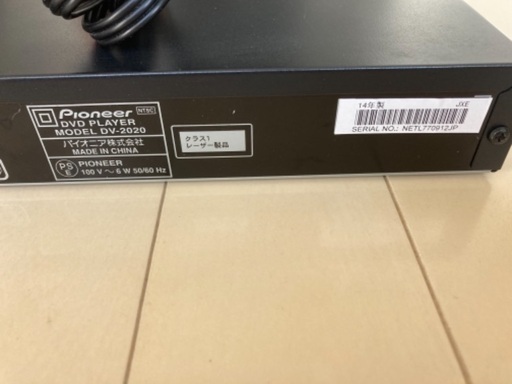 Pioneer NTSC
DVD PLAYER
MODEL DV-2020
パイオニア株式会社
MADE IN CHINA
PS
E
PIONEER
100 V ～ 6 W 50/60 Hz
クラス1
レーザー製品
14年製 JXE
SERIAL NO.: NETL770912JP